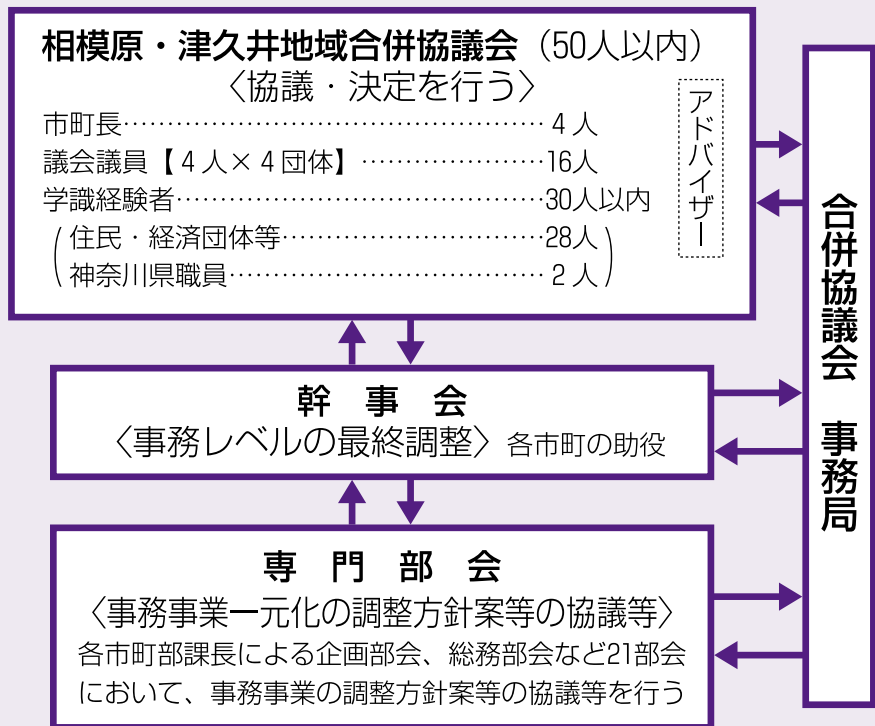 相模原・津久井地域合併協議会（50人以内）
〈協議・決定を行う〉
市町長…………………………………………… 4人
議会議員【4人×4団体】…………………16人
学識経験者……………………………………30人以内
（住民・経済団体等…………………………28人
神奈川県職員………………………………… 2人）
アドバイザー
幹事会
〈事務レベルの最終調整〉各市町の助役
専門部会
〈事務事業一元化の調整方針案等の協議等〉
各市町部課長による企画部会、総務部会など21部会
において、事務事業の調整方針案等の協議等を行う
合併協議会　事務局